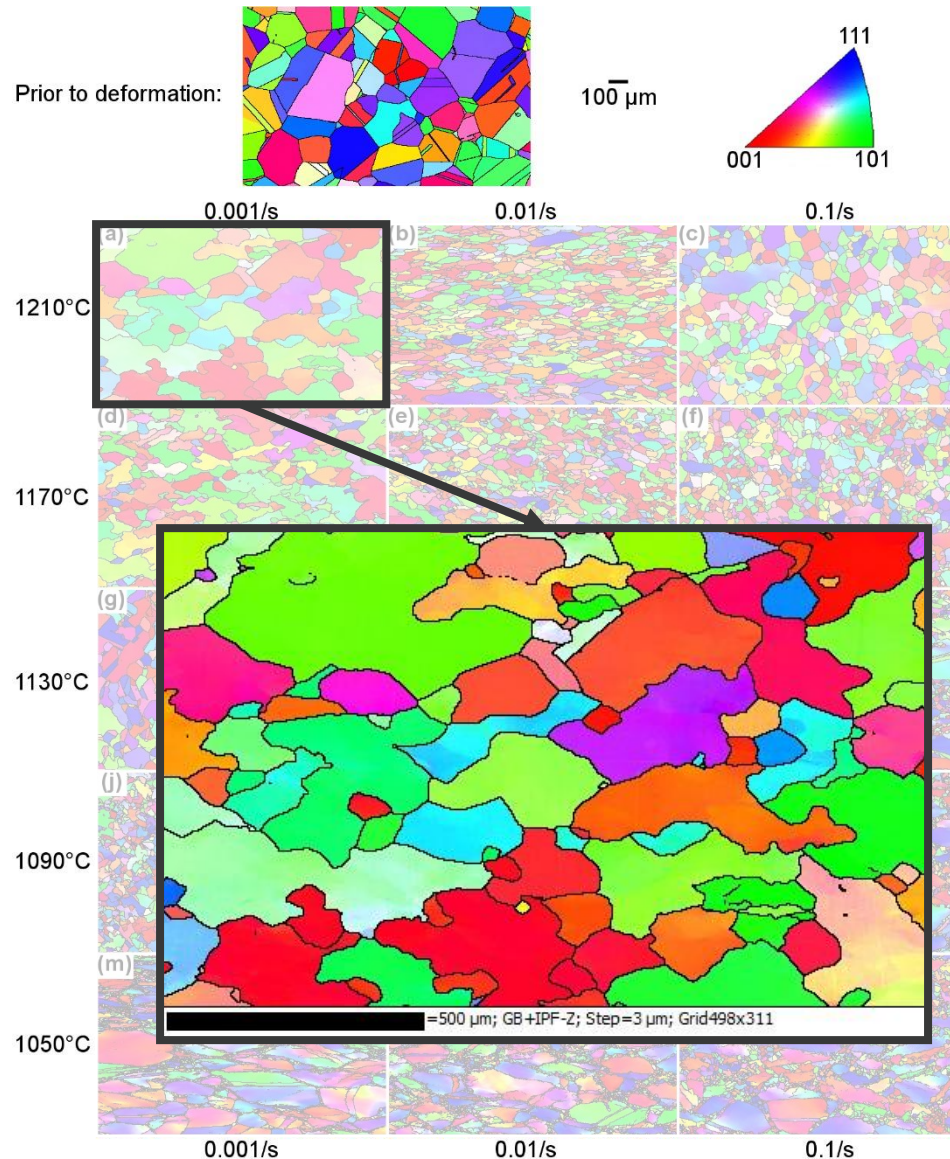 111
Prior to deformation:
100 µm
001
101
0.001/s
0.01/s
0.1/s
(a)
(b)
(c)
1210°C
(d)
(e)
(f)
1170°C
(g)
1130°C
(j)
1090°C
(m)
=500 µm; GB+IPF-Z; Step=3 µm; Grid498x311
1050°C
0.001/s
0.01/s
0.1/s